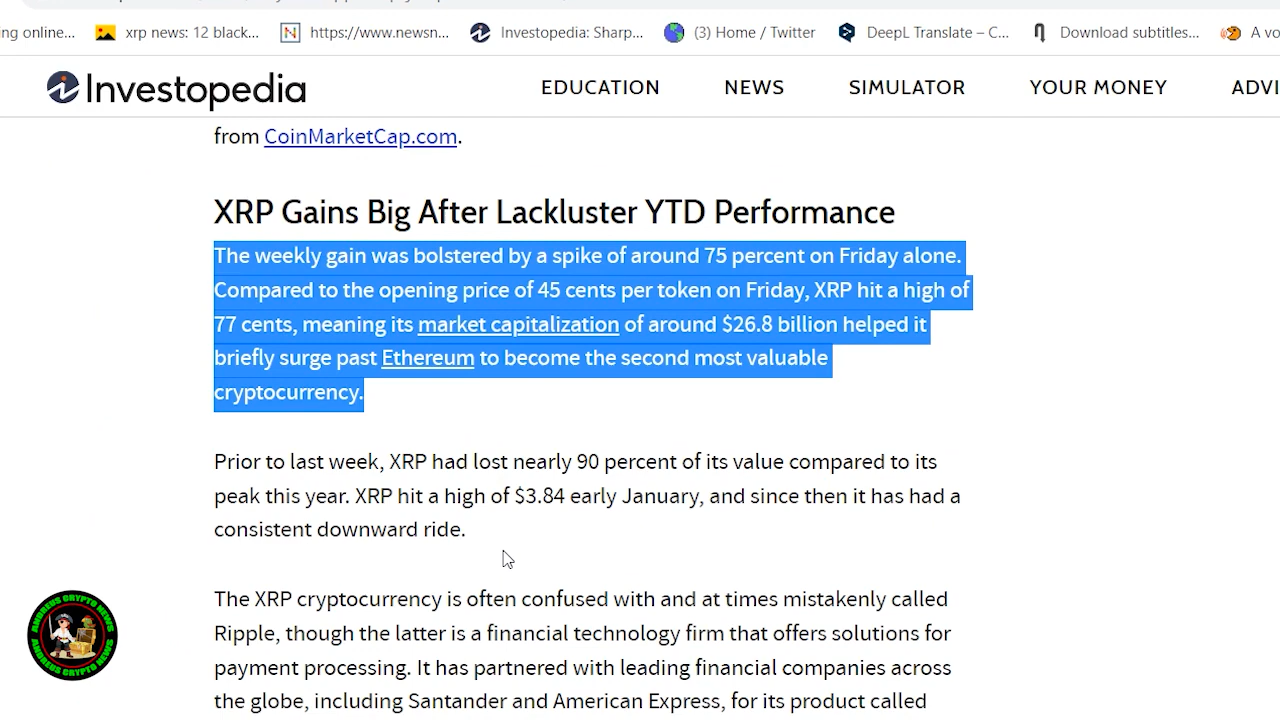 ing online...
xrp news: 12 black...
https://www.newsn...
Investopedia: Sharp...
(3) Home / Twitter
DeepL Translate – C...
Download subtitles...
A vo
Investopedia
EDUCATION
NEWS
SIMULATOR
YOUR MONEY
ADVI
from CoinMarketCap.com.
XRP Gains Big After Lackluster YTD Performance
The weekly gain was bolstered by a spike of around 75 percent on Friday alone.
Compared to the opening price of 45 cents per token on Friday, XRP hit a high of
77 cents, meaning its market capitalization of around $26.8 billion helped it
briefly surge past Ethereum to become the second most valuable
cryptocurrency.
Prior to last week, XRP had lost nearly 90 percent of its value compared to its
peak this year. XRP hit a high of $3.84 early January, and since then it has had a
consistent downward ride.
The XRP cryptocurrency is often confused with and at times mistakenly called
Ripple, though the latter is a financial technology firm that offers solutions for
payment processing. It has partnered with leading financial companies across
the globe, including Santander and American Express, for its product called
ANDREUS CRYPTO NEWS
ANDREUS CRYPTO NEWS